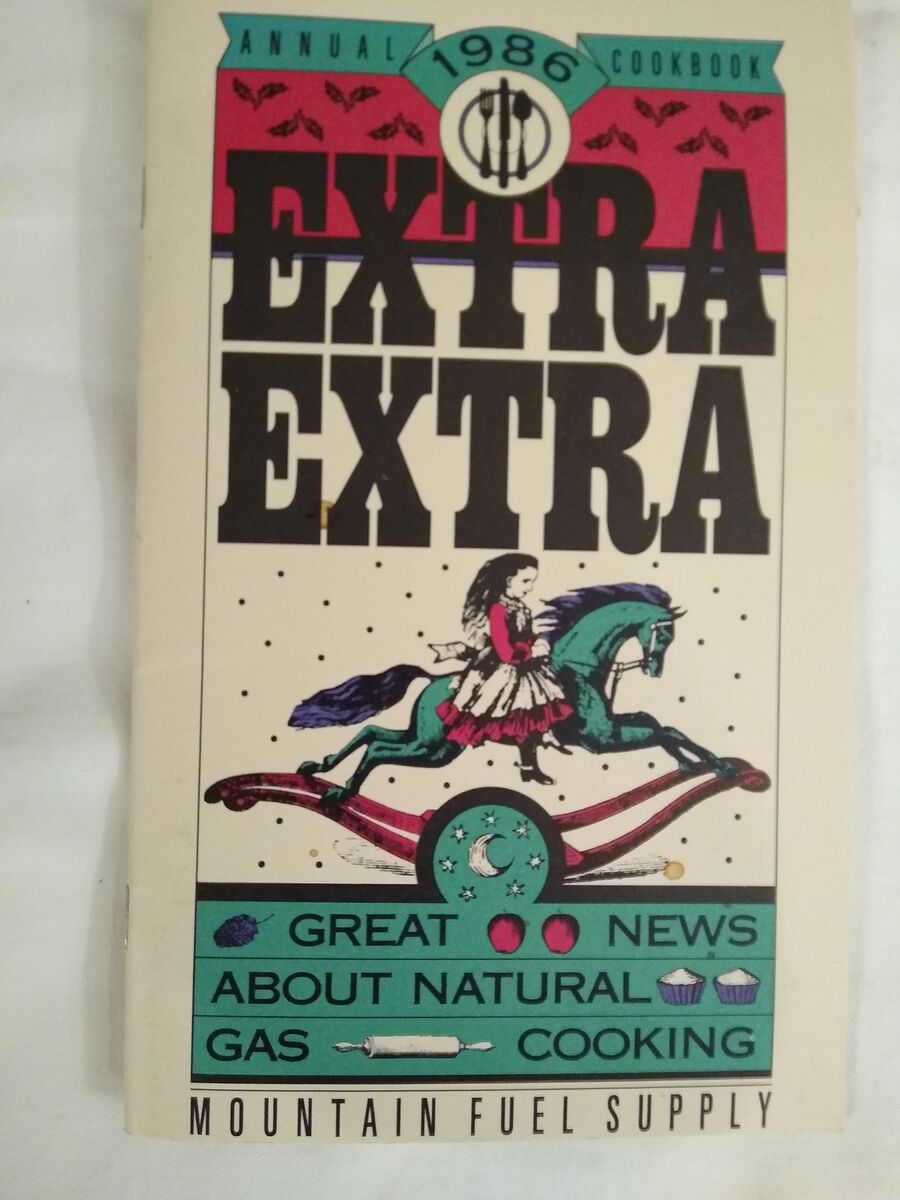 ANNUAL 1986 COOKBOOK
EXTRA
EXTRA
GREAT NEWS
ABOUT NATURAL
GAS COOKING
MOUNTAIN FUEL SUPPLY